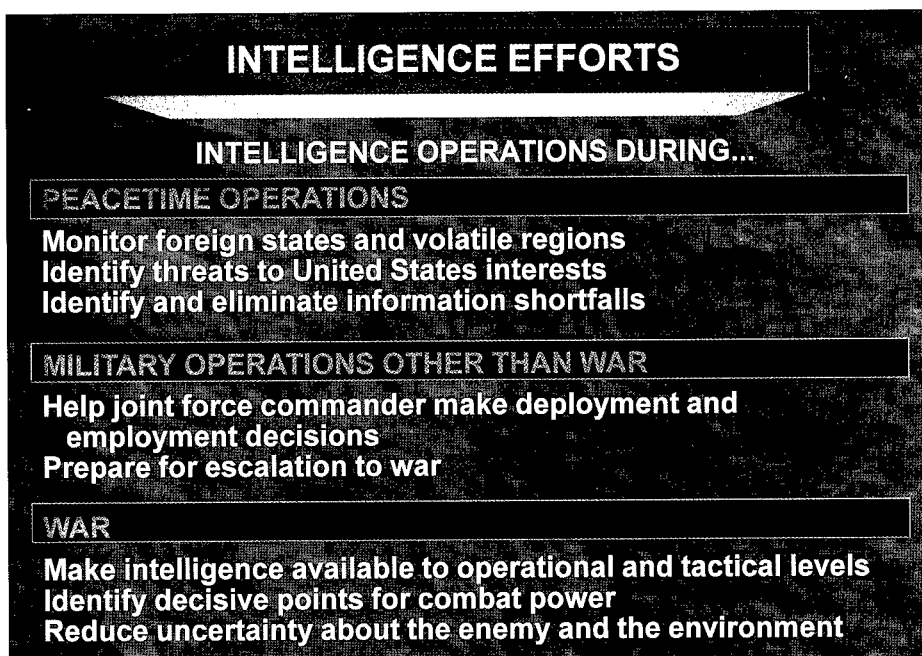 INTELLIGENCE EFFORTS
INTELLIGENCE OPERATIONS DURING...
PEACETIME OPERATIONS
Monitor foreign states and volatile regions
Identify threats to United States interests
Identify and eliminate information shortfalls
MILITARY OPERATIONS OTHER THAN WAR
Help joint force commander make deployment and
employment decisions
Prepare for escalation to war
WAR
Make intelligence available to operational and tactical levels
Identify decisive points for combat power
Reduce uncertainty about the enemy and the environment